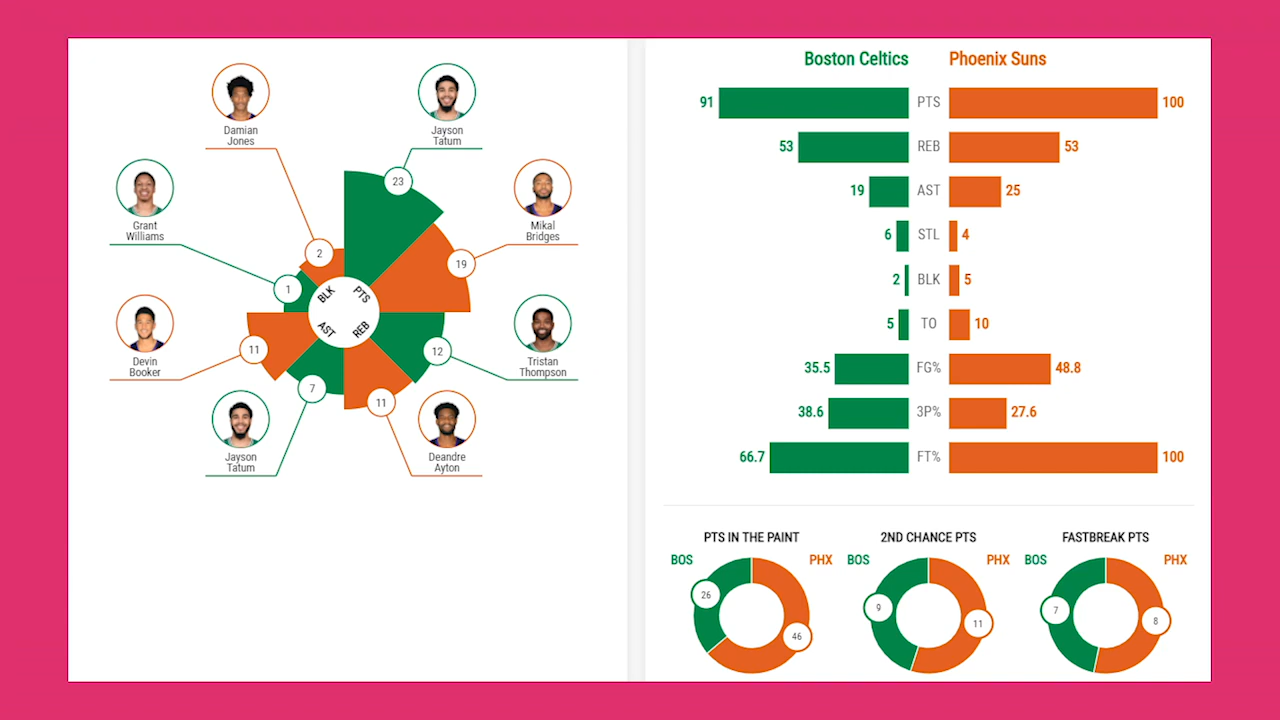 Damian
Jones
Jayson
Tatum
23
Grant
Williams
Mikal
Bridges
2
19
1
BLK
PTS
AST
REB
Devin
Booker
11
12
Tristan
Thompson
7
11
Jayson
Tatum
Deandre
Ayton
Boston Celtics Phoenix Suns
91 PTS 100
53 REB 53
19 AST 25
6 STL 4
2 BLK 5
5 TO 10
35.5 FG% 48.8
38.6 3P% 27.6
66.7 FT% 100
PTS IN THE PAINT
BOS PHX
26
46
2ND CHANCE PTS
BOS PHX
9
11
FASTBREAK PTS
BOS PHX
7
8